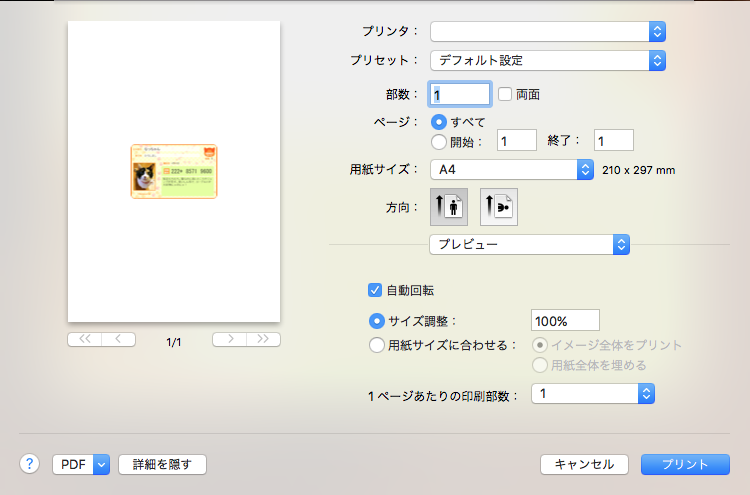 プリンタ：
プリセット： デフォルト設定
部数： 1 両面
ページ： すべて
開始： 1 終了： 1
用紙サイズ： A4 210 x 297 mm
方向：
プレビュー
自動回転
サイズ調整： 100%
用紙サイズに合わせる： イメージ全体をプリント
用紙全体を埋める
1 ページあたりの印刷部数： 1
1/1
? PDF 詳細を隠す キャンセル プリント